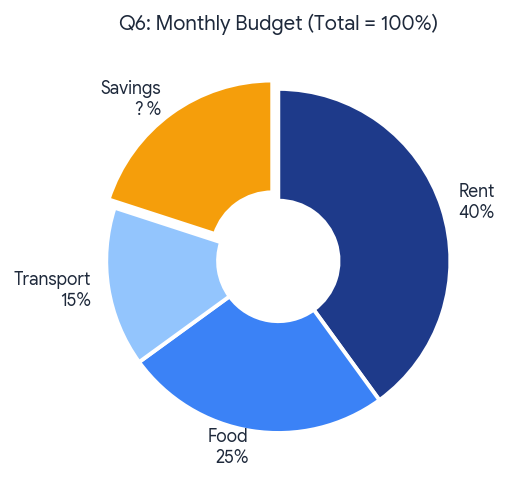 Q6: Monthly Budget (Total = 100%)
Savings
? %
Rent
40%
Transport
15%
Food
25%